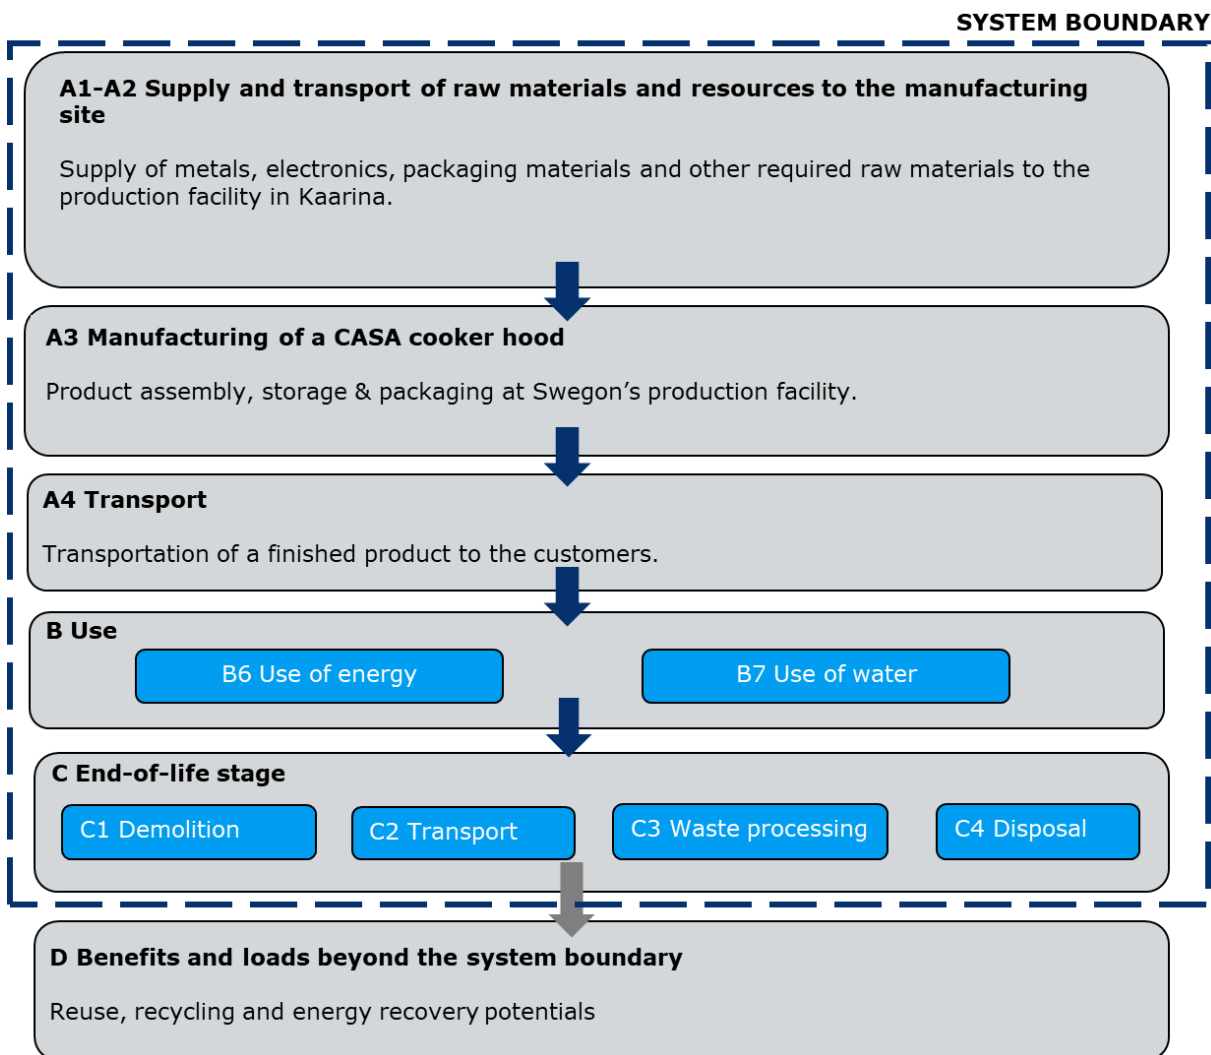 SYSTEM BOUNDARY
A1-A2 Supply and transport of raw materials and resources to the manufacturing
site
Supply of metals, electronics, packaging materials and other required raw materials to the
production facility in Kaarina.
A3 Manufacturing of a CASA cooker hood
Product assembly, storage & packaging at Swegon’s production facility.
A4 Transport
Transportation of a finished product to the customers.
B Use
B6 Use of energy
B7 Use of water
C End-of-life stage
C1 Demolition
C2 Transport
C3 Waste processing
C4 Disposal
D Benefits and loads beyond the system boundary
Reuse, recycling and energy recovery potentials